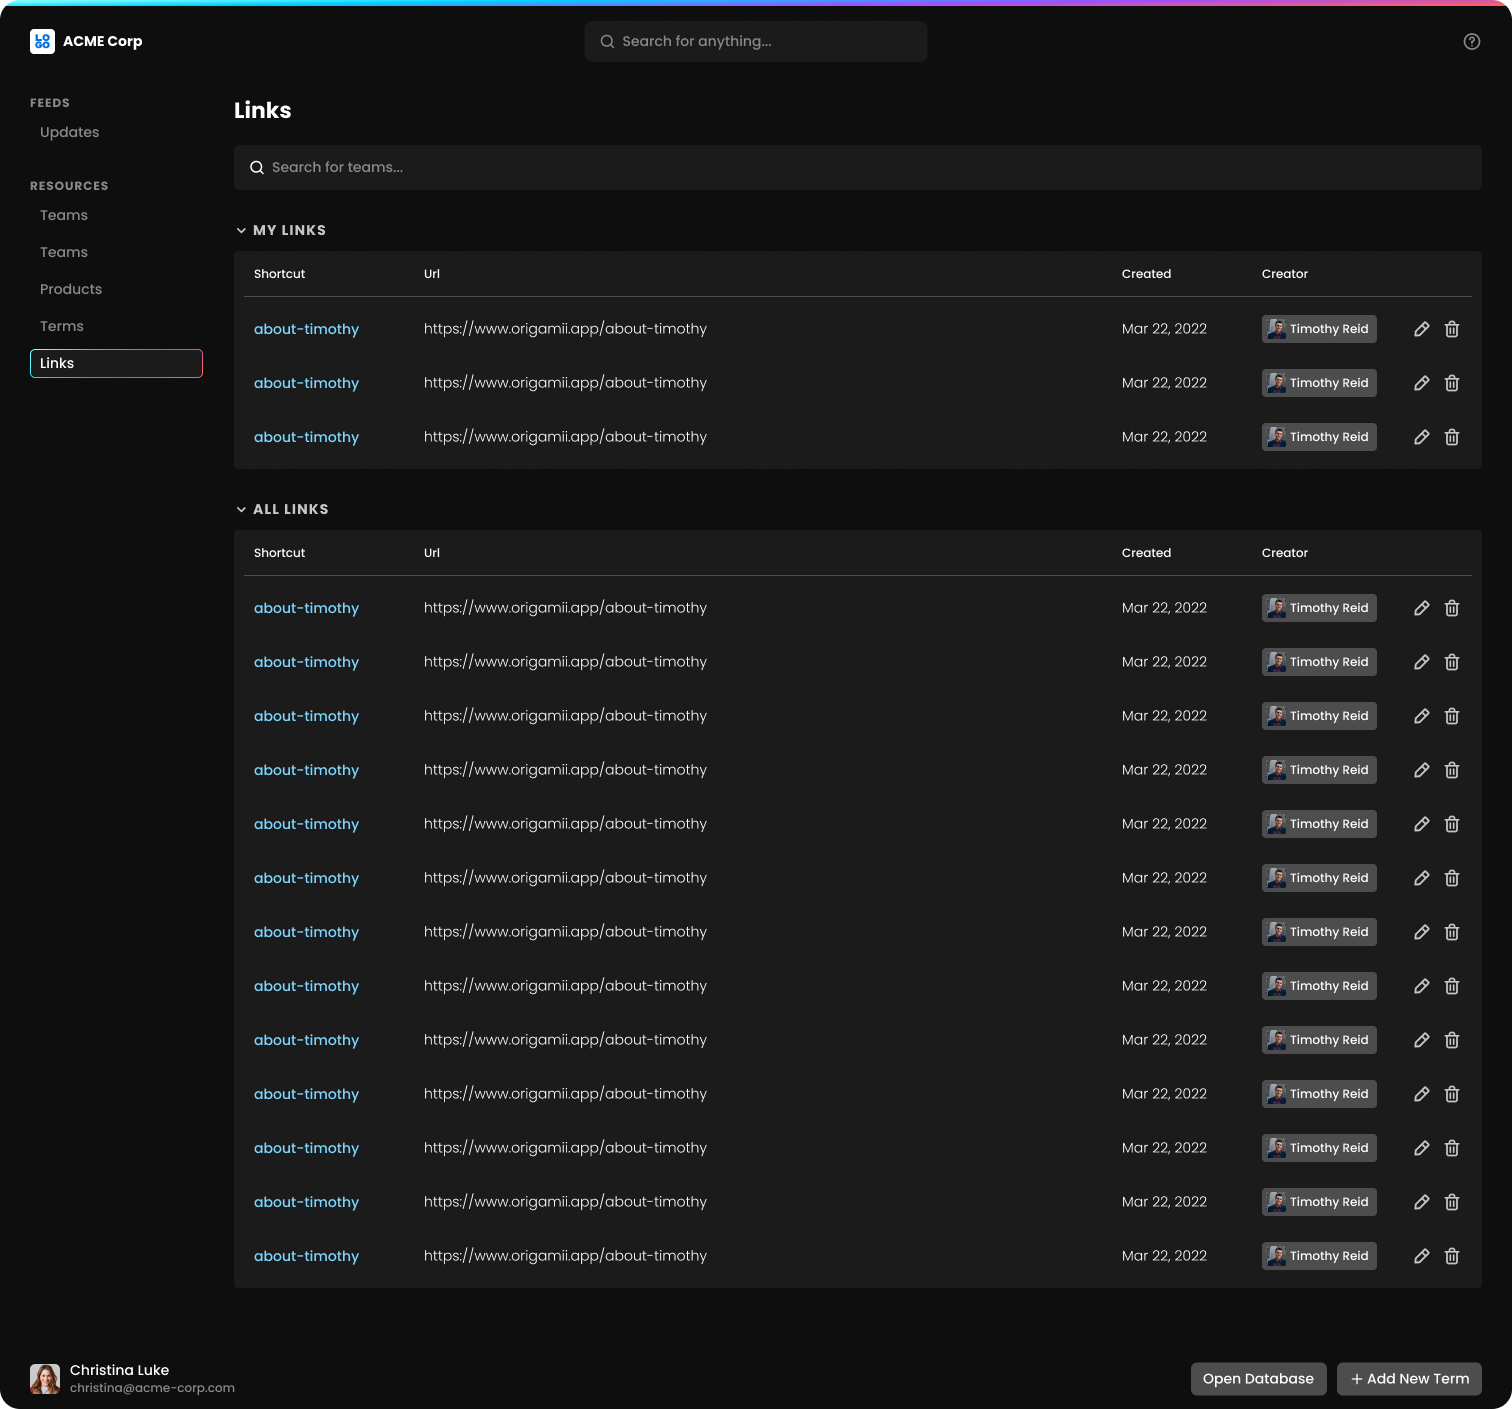 LOGO
ACME Corp
Search for anything...
FEEDS
Updates
RESOURCES
Teams
Teams
Products
Terms
Links
Links
Search for teams...
MY LINKS
Shortcut Url Created Creator
about-timothy https://www.origamii.app/about-timothy Mar 22, 2022 Timothy Reid
about-timothy https://www.origamii.app/about-timothy Mar 22, 2022 Timothy Reid
about-timothy https://www.origamii.app/about-timothy Mar 22, 2022 Timothy Reid
ALL LINKS
Shortcut Url Created Creator
about-timothy https://www.origamii.app/about-timothy Mar 22, 2022 Timothy Reid
about-timothy https://www.origamii.app/about-timothy Mar 22, 2022 Timothy Reid
about-timothy https://www.origamii.app/about-timothy Mar 22, 2022 Timothy Reid
about-timothy https://www.origamii.app/about-timothy Mar 22, 2022 Timothy Reid
about-timothy https://www.origamii.app/about-timothy Mar 22, 2022 Timothy Reid
about-timothy https://www.origamii.app/about-timothy Mar 22, 2022 Timothy Reid
about-timothy https://www.origamii.app/about-timothy Mar 22, 2022 Timothy Reid
about-timothy https://www.origamii.app/about-timothy Mar 22, 2022 Timothy Reid
about-timothy https://www.origamii.app/about-timothy Mar 22, 2022 Timothy Reid
about-timothy https://www.origamii.app/about-timothy Mar 22, 2022 Timothy Reid
about-timothy https://www.origamii.app/about-timothy Mar 22, 2022 Timothy Reid
about-timothy https://www.origamii.app/about-timothy Mar 22, 2022 Timothy Reid
about-timothy https://www.origamii.app/about-timothy Mar 22, 2022 Timothy Reid
Christina Luke
christina@acme-corp.com
Open Database
+ Add New Term